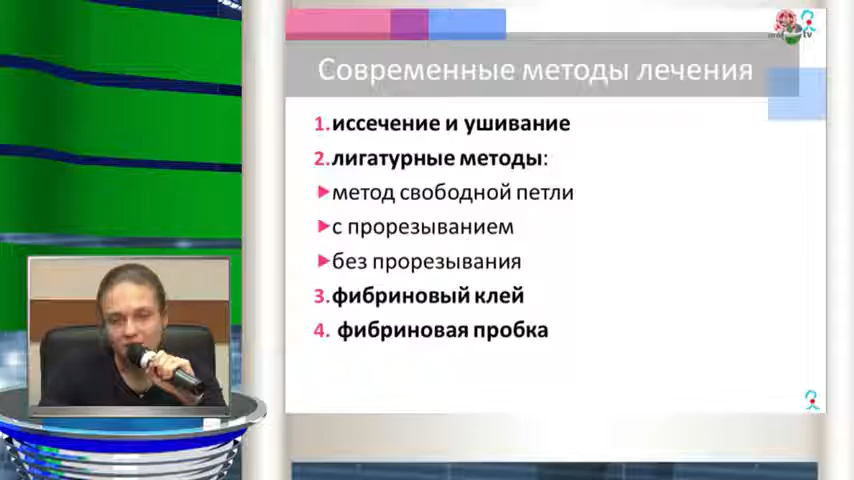 Современные методы лечения
1.иссечение и ушивание
2.лигатурные методы:
метод свободной петли
с прорезыванием
без прорезывания
3.фибриновый клей
4. фибриновая пробка
tv